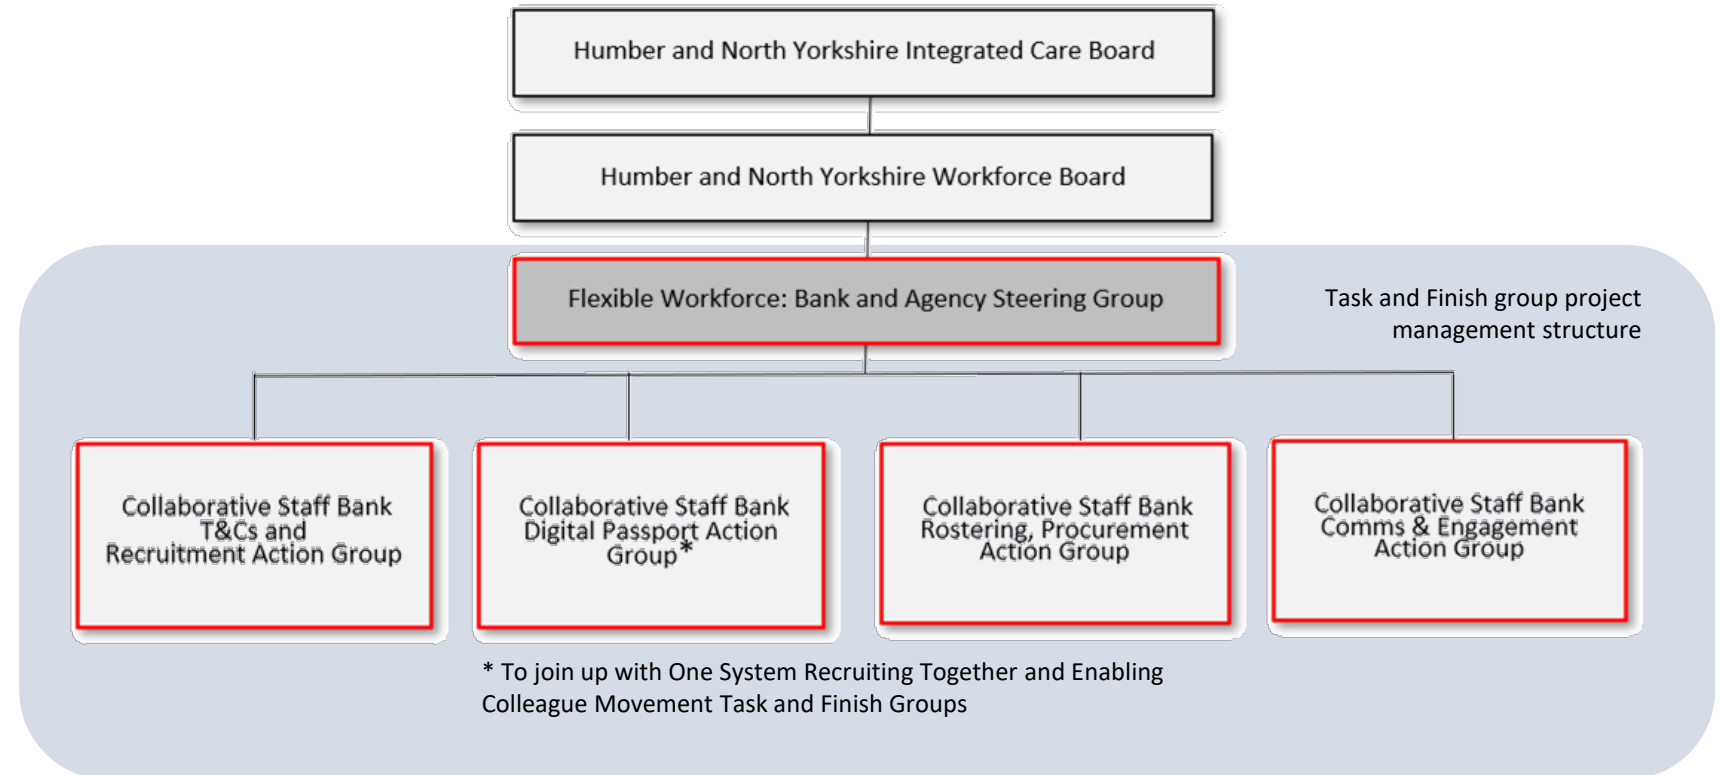 Humber and North Yorkshire Integrated Care Board
Humber and North Yorkshire Workforce Board
Flexible Workforce: Bank and Agency Steering Group
Task and Finish group project
management structure
Collaborative Staff Bank
T&Cs and
Recruitment Action Group
Collaborative Staff Bank
Digital Passport Action
Group*
Collaborative Staff Bank
Rostering, Procurement
Action Group
Collaborative Staff Bank
Comms & Engagement
Action Group
* To join up with One System Recruiting Together and Enabling
Colleague Movement Task and Finish Groups